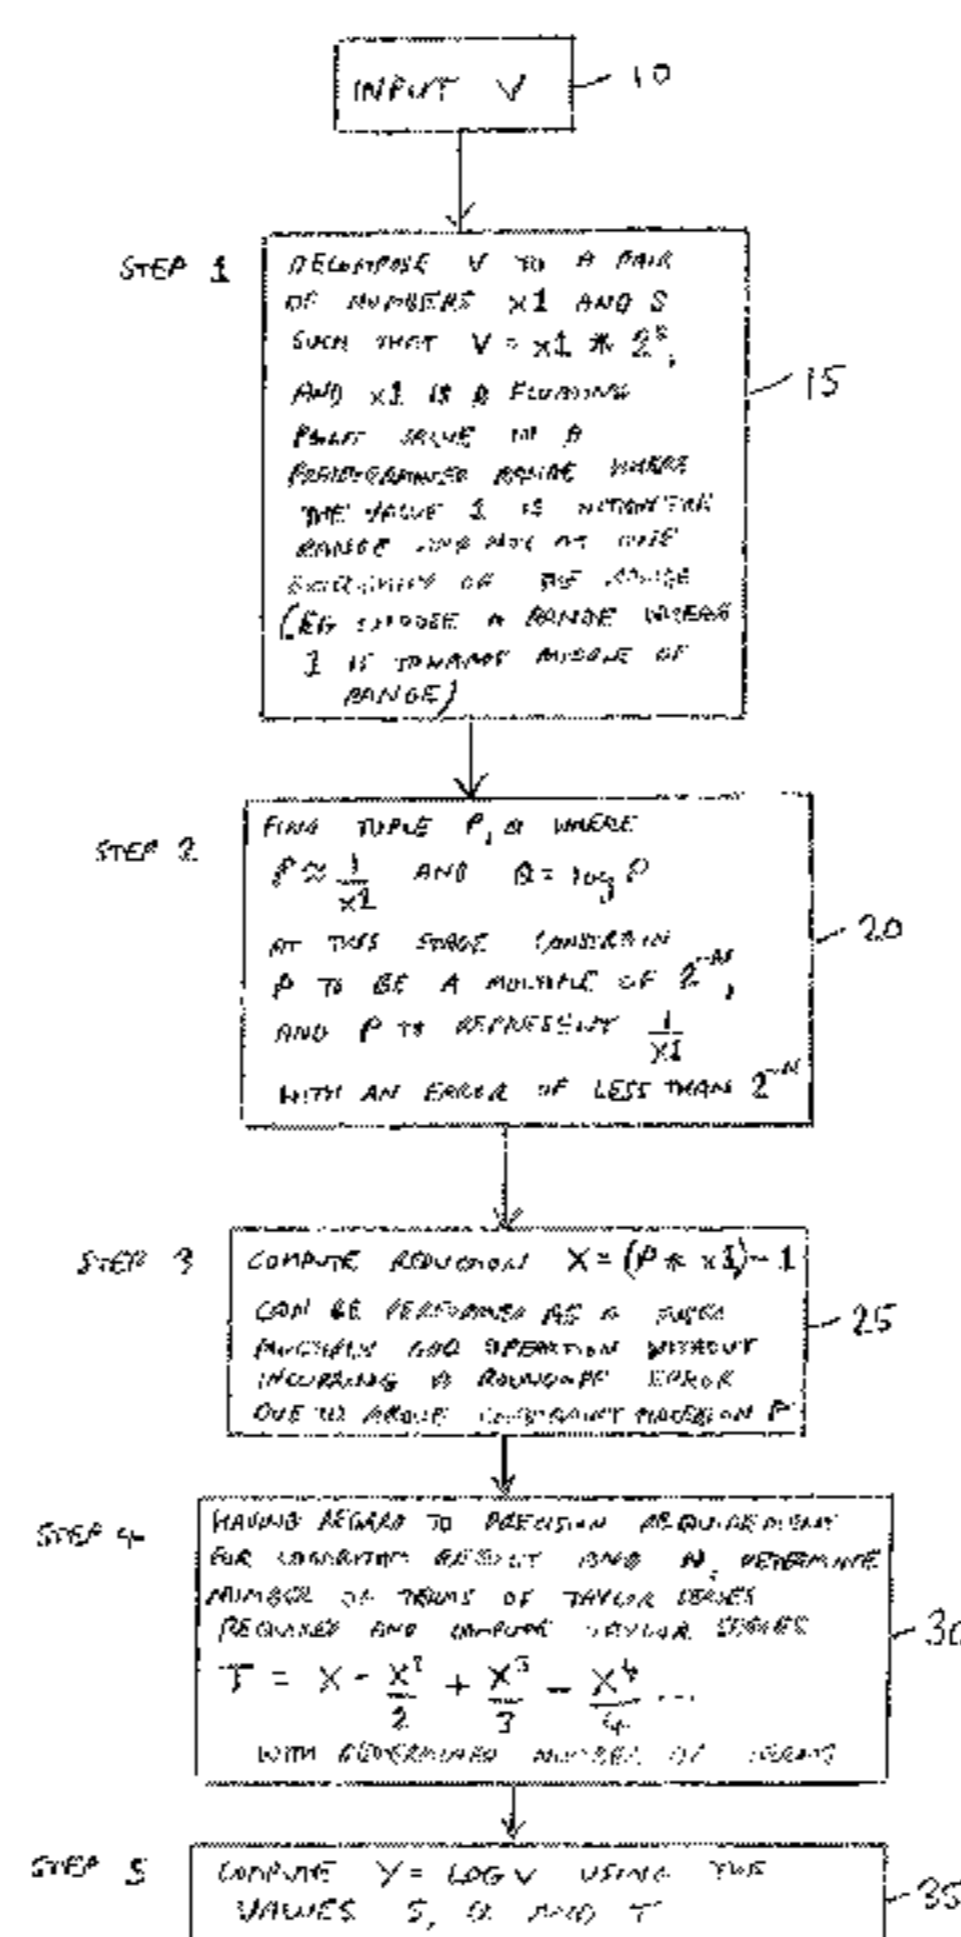 INPUT V
10
STEP 1
DECOMPOSE V TO A PAIR
OF NUMBERS x1 AND S
SUCH THAT V = x1 * 2^S,
AND x1 IS A FLOATING
POINT VALUE IN A
PREDETERMINED RANGE WHERE
THE VALUE 1 IS WITHIN THE
RANGE AND NOT AT ONE
EXTREMITY OF THE RANGE
(EG CHOOSE A RANGE WHERE
1 IS TOWARDS MIDDLE OF
RANGE)
15
STEP 2
FIND TUPLE P, Q WHERE
P ≈ 1/x1 AND Q = log P
AT THIS STAGE CONSTRAIN
P TO BE A MULTIPLE OF 2^-N,
AND P TO REPRESENT 1/x1
WITH AN ERROR OF LESS THAN 2^-N
20
STEP 3
COMPUTE REDUCTION X = (P * x1) - 1
CAN BE PERFORMED AS A FUSED
MULTIPLY ADD OPERATION WITHOUT
INCURRING A ROUNDOFF ERROR
DUE TO ABOVE CONSTRAINT PLACED ON P
25
STEP 4
HAVING REGARD TO PRECISION REQUIREMENT
FOR LOGARITHM RESULT AND N, DETERMINE
NUMBER OF TERMS OF TAYLOR SERIES
REQUIRED AND COMPUTE TAYLOR SERIES
T = X - X^2/2 + X^3/3 - X^4/4 ...
WITH DETERMINED NUMBER OF TERMS
30
STEP 5
COMPUTE Y = LOG V USING THE
VALUES S, Q AND T
35